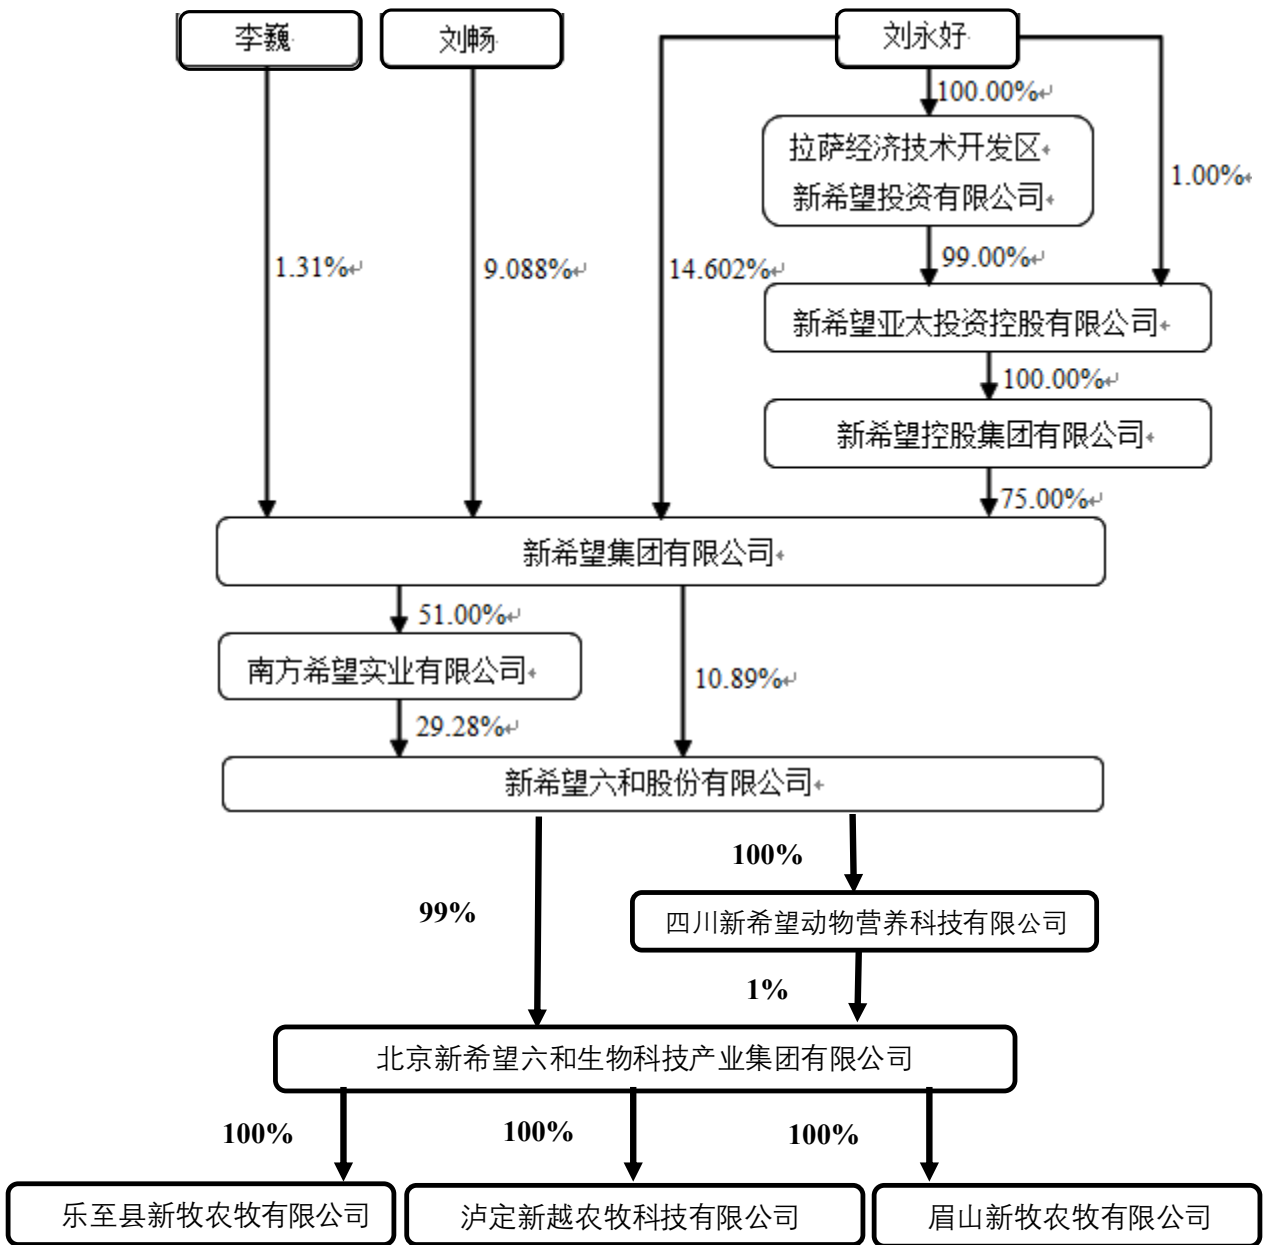 李巍
刘畅
刘永好
100.00%
拉萨经济技术开发区
新希望投资有限公司
1.00%
1.31%
9.088%
14.602%
99.00%
新希望亚太投资控股有限公司
100.00%
新希望控股集团有限公司
75.00%
新希望集团有限公司
51.00%
南方希望实业有限公司
10.89%
29.28%
新希望六和股份有限公司
100%
99%
四川新希望动物营养科技有限公司
1%
北京新希望六和生物科技产业集团有限公司
100%
100%
100%
乐至县新牧农牧有限公司
泸定新越农牧科技有限公司
眉山新牧农牧有限公司